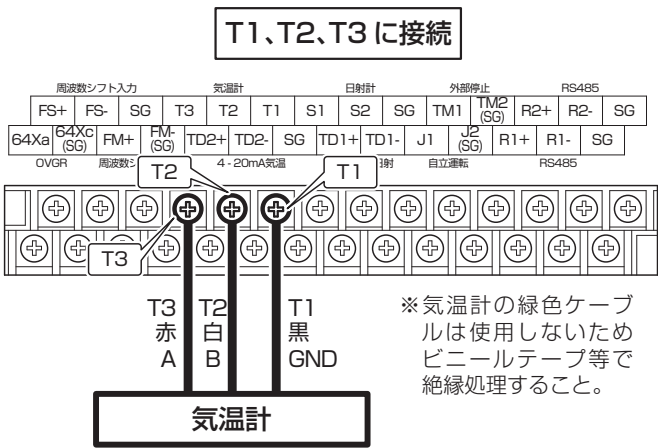 T1、T2、T3 に接続
周波数シフト入力 気温計 日射計 外部停止 RS485
FS+ FS- SG T3 T2 T1 S1 S2 SG TM1 TM2(SG) R2+ R2- SG
64Xa 64Xc(SG) FM+ FM-(SG) TD2+ TD2- SG TD1+ TD1- J1 J2(SG) R1+ R1- SG
OVGR 周波数シ 4-20mA気温 射 自立運転 RS485
T2 T1
T3
T3 T2 T1
赤 白 黒
A B GND
※気温計の緑色ケーブ
ルは使用しないため
ビニールテープ等で
絶縁処理すること。
気温計